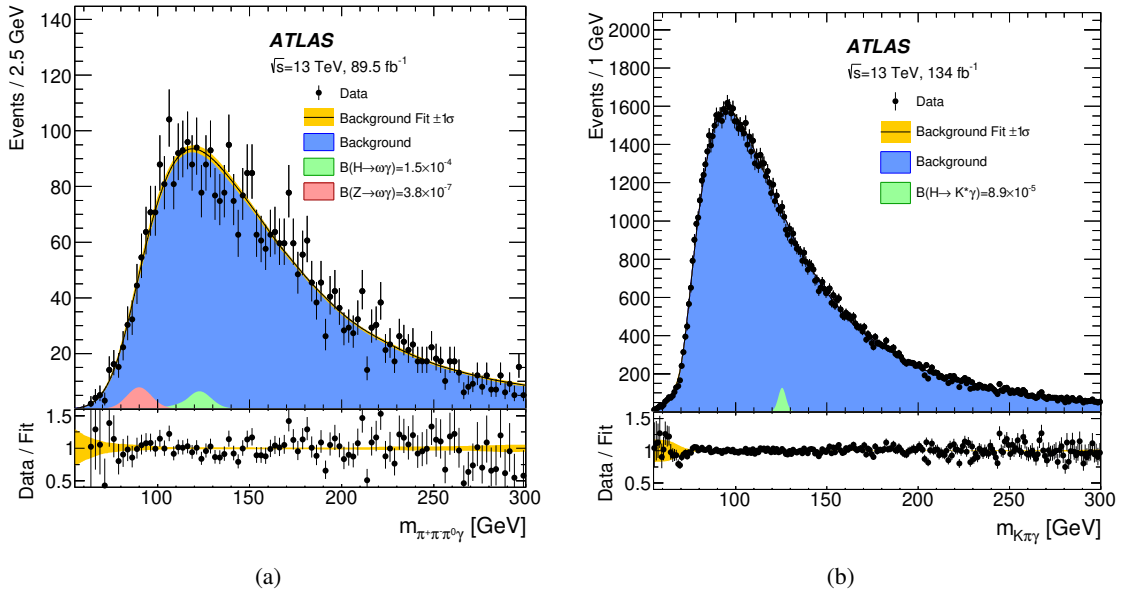 Events / 2.5 GeV
140
120
100
80
60
40
20
ATLAS
√s=13 TeV, 89.5 fb⁻¹
Data
Background Fit ±1σ
Background
B(H→ωγ)=1.5×10⁻⁴
B(Z→ωγ)=3.8×10⁻⁷
Data / Fit
1.5
1
0.5
100 150 200 250 300
m_π⁺π⁻π⁰γ [GeV]
(a)
Events / 1 GeV
2000
1800
1600
1400
1200
1000
800
600
400
200
ATLAS
√s=13 TeV, 134 fb⁻¹
Data
Background Fit ±1σ
Background
B(H→ K*γ)=8.9×10⁻⁵
Data / Fit
1.5
1
0.5
100 150 200 250 300
m_Kπγ [GeV]
(b)